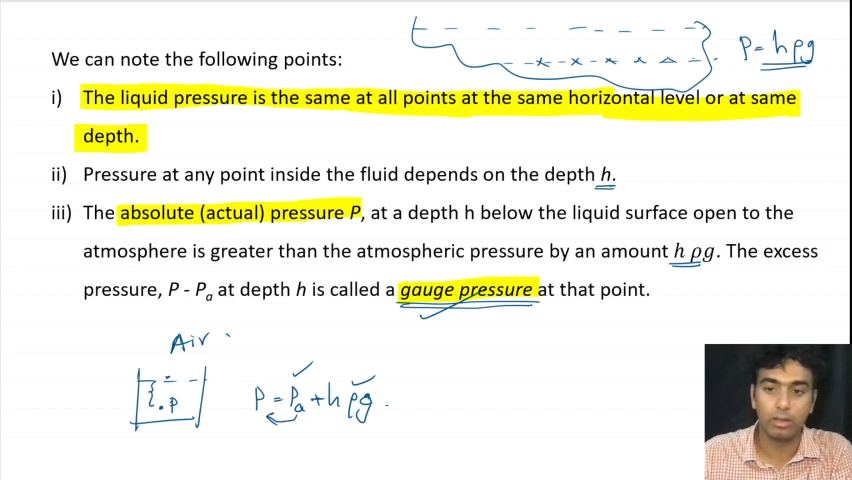 P = hρg
We can note the following points:
i) The liquid pressure is the same at all points at the same horizontal level or at same
depth.
ii) Pressure at any point inside the fluid depends on the depth h.
iii) The absolute (actual) pressure P, at a depth h below the liquid surface open to the
atmosphere is greater than the atmospheric pressure by an amount h ρg. The excess
pressure, P - Pₐ at depth h is called a gauge pressure at that point.
Air
.P
P = Pₐ + hρg.